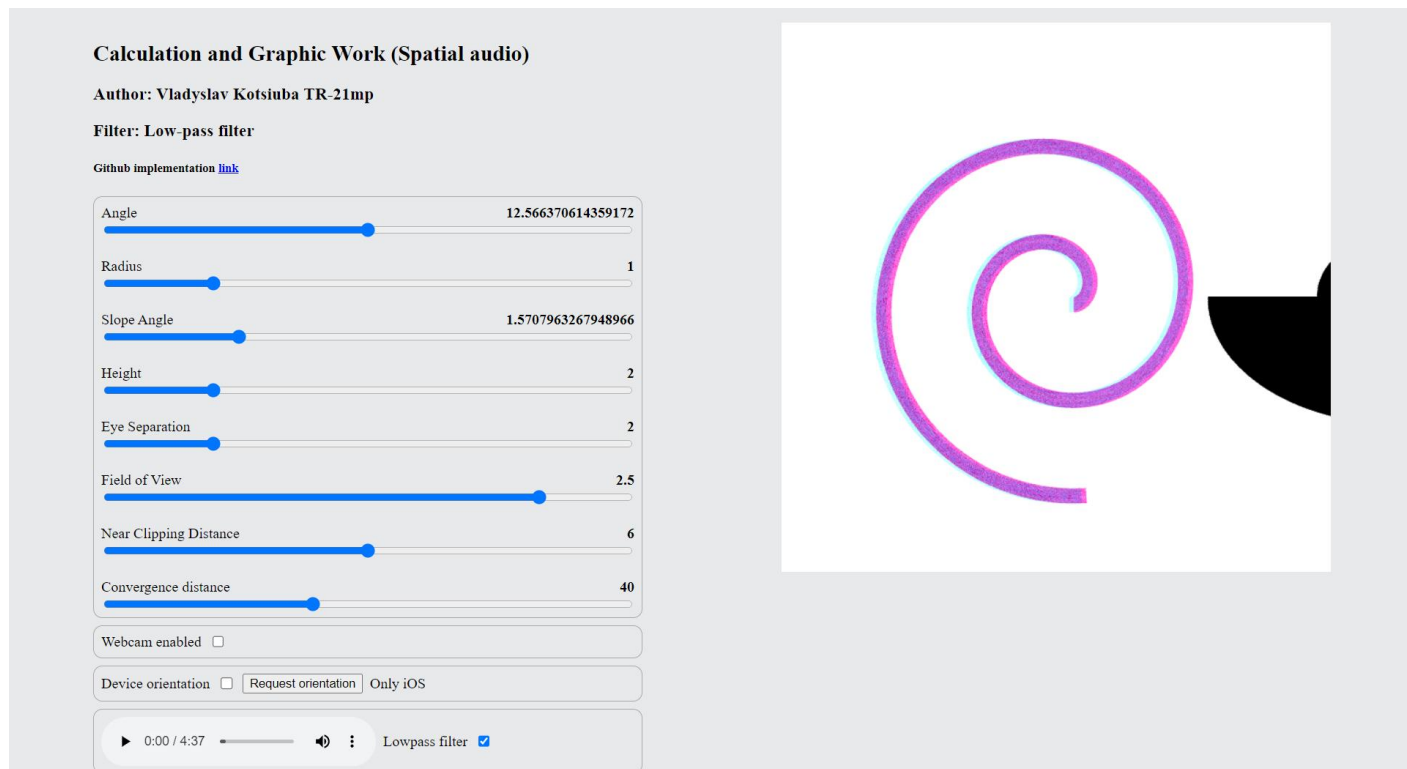 Calculation and Graphic Work (Spatial audio)
Author: Vladyslav Kotsiuba TR-21mp
Filter: Low-pass filter
Github implementation link
Angle 12.566370614359172
Radius 1
Slope Angle 1.5707963267948966
Height 2
Eye Separation 2
Field of View 2.5
Near Clipping Distance 6
Convergence distance 40
Webcam enabled
Device orientation Request orientation Only iOS
0:00 / 4:37 Lowpass filter